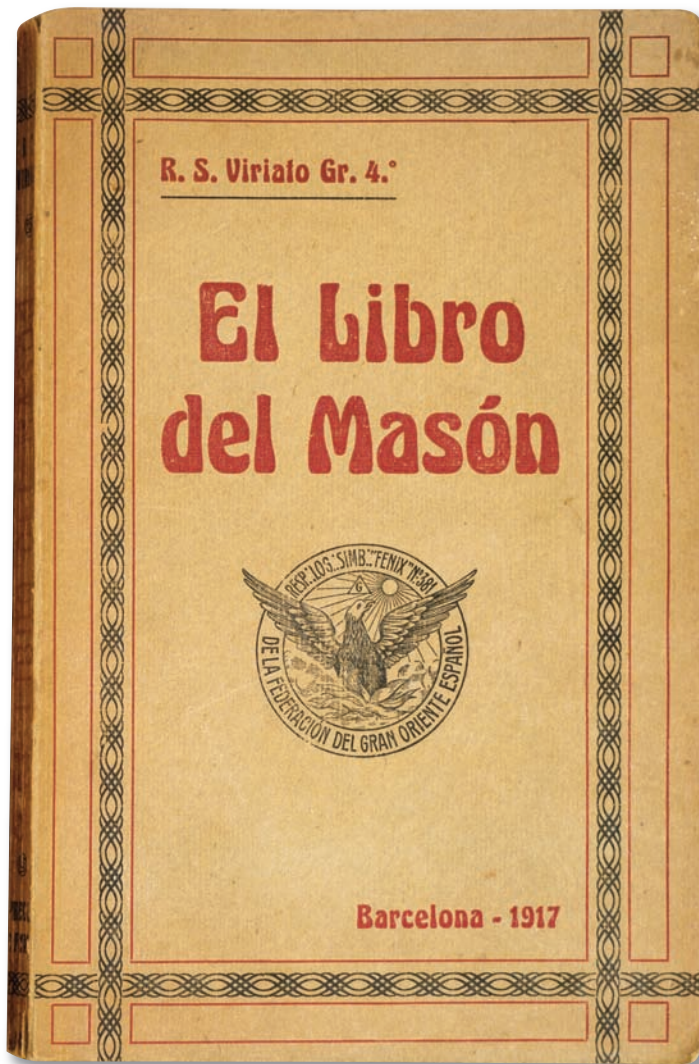 R. S. Viriato Gr. 4.°
El Libro
del Masón
RESP∴ LOG∴ SIMB∴ "FENIX" Nº 381
G
DE LA FEDERACIÓN DEL GRAN ORIENTE ESPAÑOL
Barcelona - 1917